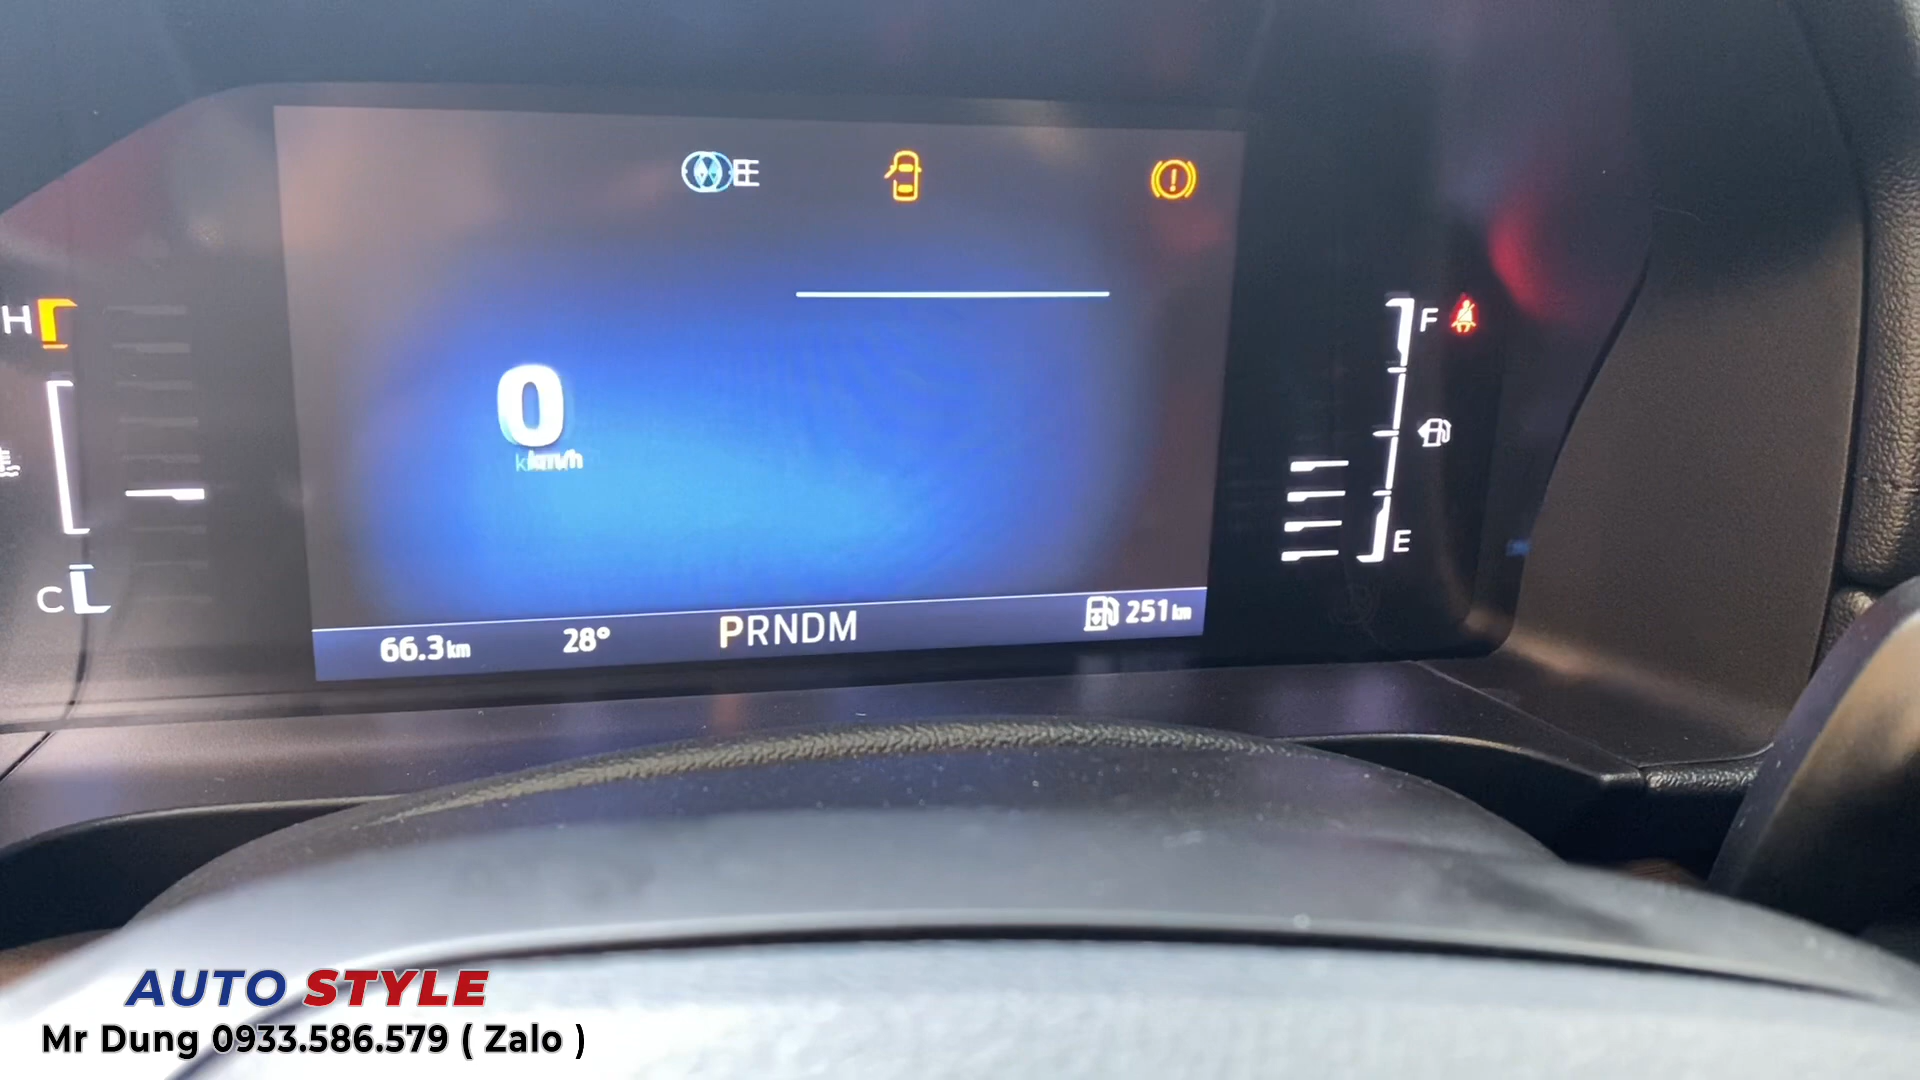 E
H
F
0
km/h
E
C
66.3 km 28° PRNDM 251 km
AUTO STYLE
Mr Dung 0933.586.579 ( Zalo )